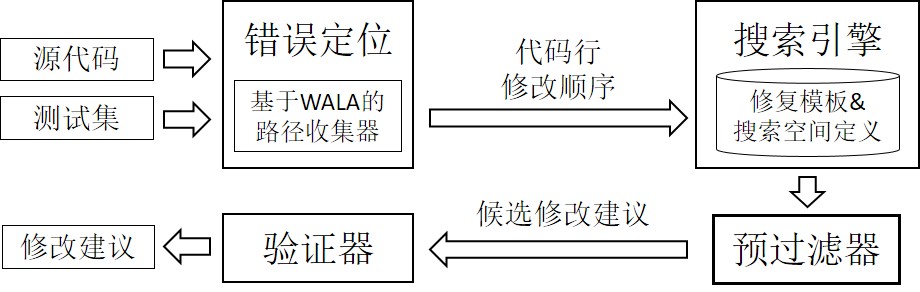 源代码
测试集
错误定位
基于WALA的
路径收集器
代码行
修改顺序
搜索引擎
修复模板&
搜索空间定义
预过滤器
候选修改建议
验证器
修改建议